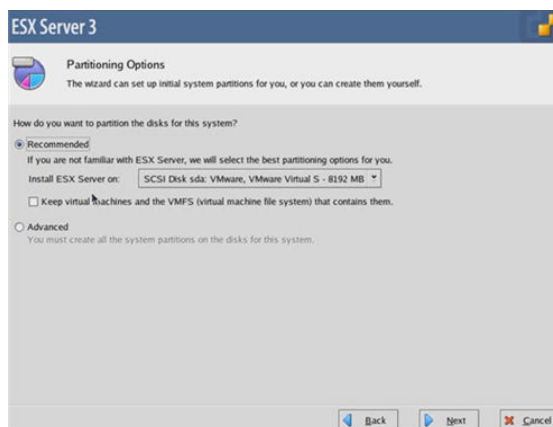 ESX Server 3
Partitioning Options
The wizard can set up initial system partitions for you, or you can create them yourself.
How do you want to partition the disks for this system?
Recommended
If you are not familiar with ESX Server, we will select the best partitioning options for you.
Install ESX Server on: SCSI Disk sda: VMware, VMware Virtual S - 8192 MB
Keep virtual machines and the VMFS (virtual machine file system) that contains them.
Advanced
You must create all the system partitions on the disks for this system.
Back Next Cancel